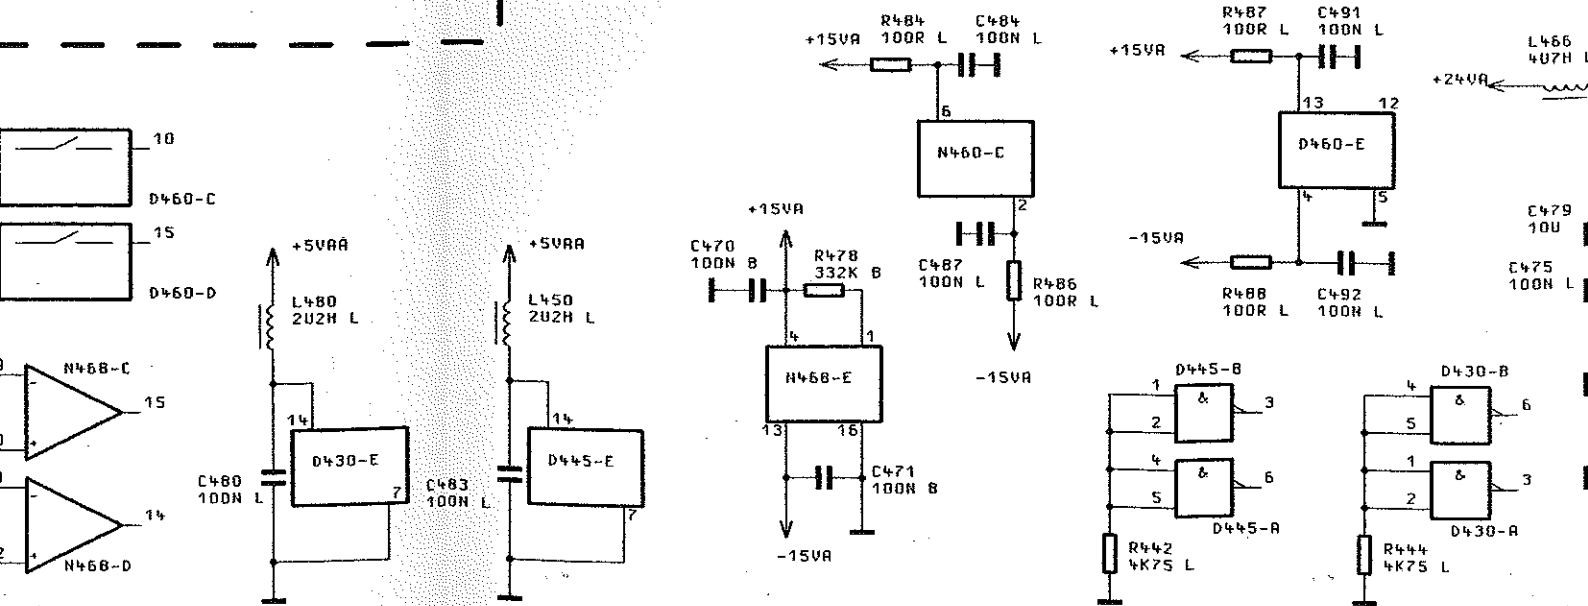 R484 C484
100R L 100N L
+15VA
6
N460-C
2
C487
100N L
R486
100R L
-15VA
R487 C491
100R L 100N L
+15VA
13 12
D460-E
4 5
-15VA
R488 C492
100R L 100N L
L466
4U7H L
+24VA
C479
10U
C475
100N L
10
D460-C
15
D460-D
+5VAA
L480
2U2H L
14
D430-E
7
C480
100N L
+5VAA
L450
2U2H L
14
D445-E
7
C483
100N L
+15VA
C470
100N B
R478
332K B
4 1
N468-E
13 16
C471
100N B
-15VA
N468-C
-
+
15
-
+
14
N468-D
D445-B
1
2
&
3
4
5
&
6
D445-A
R442
4K75 L
D430-B
4
5
&
6
1
2
&
3
D430-A
R444
4K75 L